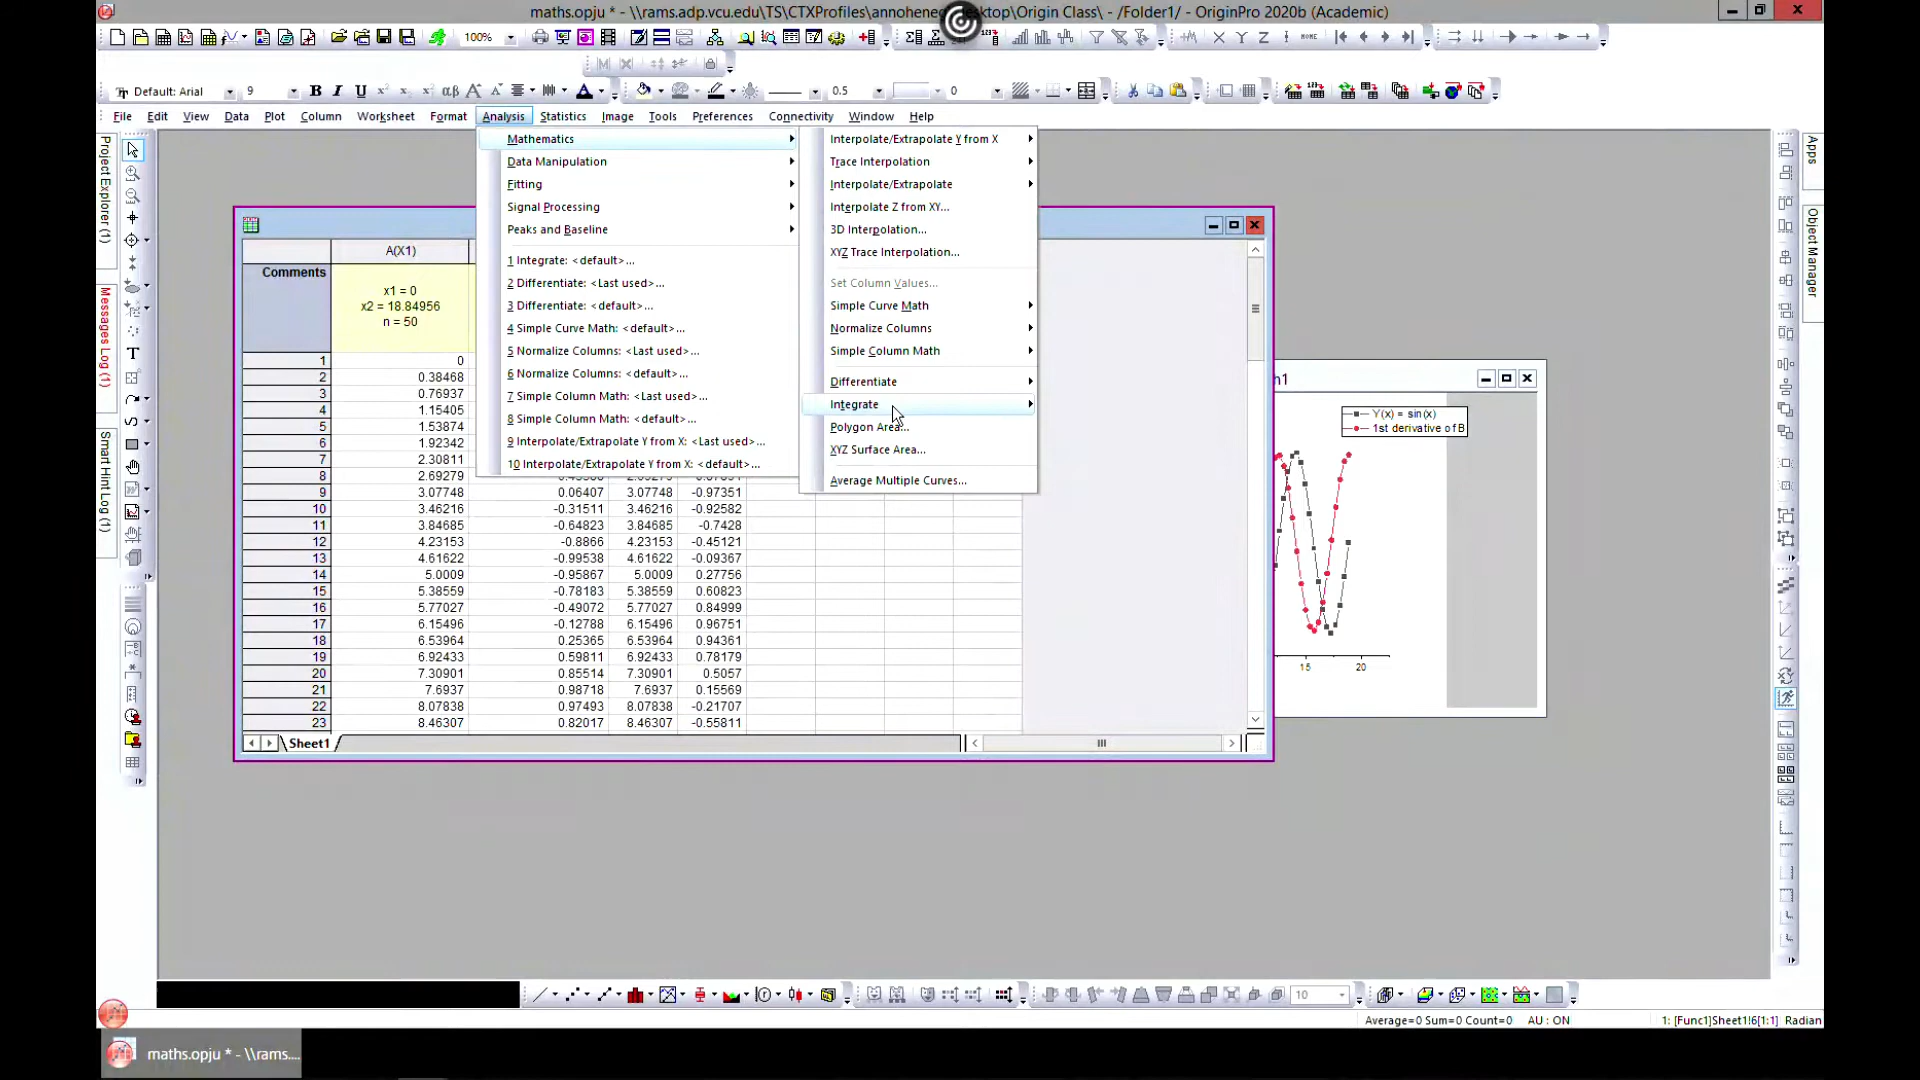 maths.opju * - \\rams.adp.vcu.edu\TS\CTXProfiles\annohene
sktop\Origin Class\ - /Folder1/ - OriginPro 2020b (Academic)
100%
Default: Arial
9
B I U
αβ
0.5
0
10
File Edit View Data Plot Column Worksheet Format Analysis Statistics Image Tools Preferences Connectivity Window Help
Project Explorer (1)
Messages Log (1)
Smart Hint Log (1)
Apps
Object Manager
Mathematics
Data Manipulation
Fitting
Signal Processing
Peaks and Baseline
1 Integrate: <default>...
2 Differentiate: <Last used>...
3 Differentiate: <default>...
4 Simple Curve Math: <default>...
5 Normalize Columns: <Last used>...
6 Normalize Columns: <default>...
7 Simple Column Math: <Last used>...
8 Simple Column Math: <default>...
9 Interpolate/Extrapolate Y from X: <Last used>...
10 Interpolate/Extrapolate Y from X: <default>...
Interpolate/Extrapolate Y from X
Trace Interpolation
Interpolate/Extrapolate
Interpolate Z from XY...
3D Interpolation...
XYZ Trace Interpolation...
Set Column Values...
Simple Curve Math
Normalize Columns
Simple Column Math
Differentiate
Integrate
Polygon Area...
XYZ Surface Area...
Average Multiple Curves...
A(X1)
Comments
x1 = 0
x2 = 18.84956
n = 50
1 0
2 0.38468
3 0.76937
4 1.15405
5 1.53874
6 1.92342
7 2.30811
8 2.69279
9 3.07748 0.06407 3.07748 -0.97351
10 3.46216 -0.31511 3.46216 -0.92582
11 3.84685 -0.64823 3.84685 -0.7428
12 4.23153 -0.8866 4.23153 -0.45121
13 4.61622 -0.99538 4.61622 -0.09367
14 5.0009 -0.95867 5.0009 0.27756
15 5.38559 -0.78183 5.38559 0.60823
16 5.77027 -0.49072 5.77027 0.84999
17 6.15496 -0.12788 6.15496 0.96751
18 6.53964 0.25365 6.53964 0.94361
19 6.92433 0.59811 6.92433 0.78179
20 7.30901 0.85514 7.30901 0.5057
21 7.6937 0.98718 7.6937 0.15569
22 8.07838 0.97493 8.07838 -0.21707
23 8.46307 0.82017 8.46307 -0.55811
Sheet1
h1
Y(x) = sin(x)
1st derivative of B
15 20
Average=0 Sum=0 Count=0 AU : ON 1: [Func1]Sheet1!6[1:1] Radian
maths.opju * - \\rams....